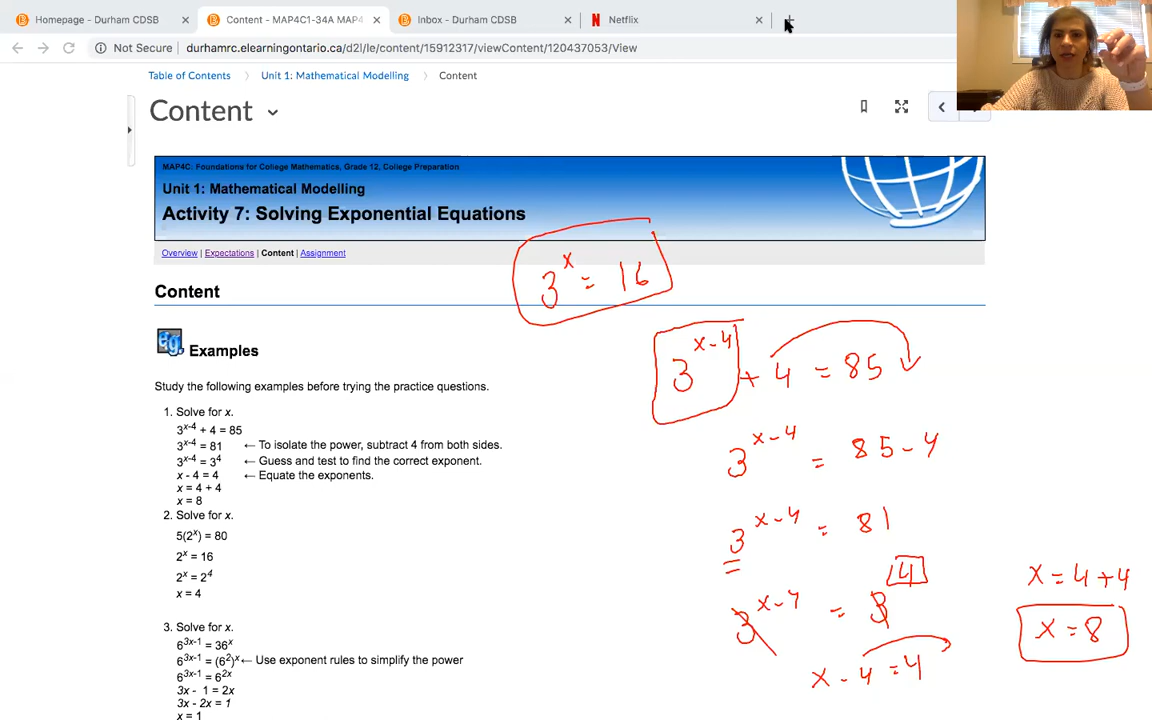 Homepage - Durham CDSB
Content - MAP4C1-34A MAP4
Inbox - Durham CDSB
Netflix
Not Secure
durhamrc.elearningontario.ca/d2l/le/content/15912317/viewContent/120437053/View
Table of Contents
Unit 1: Mathematical Modelling
Content
Content
MAP4C: Foundations for College Mathematics, Grade 12, College Preparation
Unit 1: Mathematical Modelling
Activity 7: Solving Exponential Equations
Overview | Expectations | Content | Assignment
Content
3^x = 16
Eg.
Examples
3^{x-4} + 4 = 85
Study the following examples before trying the practice questions.
1. Solve for x.
3^{x-4} + 4 = 85
3^{x-4} = 81 ← To isolate the power, subtract 4 from both sides.
3^{x-4} = 3^4 ← Guess and test to find the correct exponent.
x - 4 = 4 ← Equate the exponents.
x = 4 + 4
x = 8
3^{x-4} = 85-4
2. Solve for x.
5(2^x) = 80
2^x = 16
2^x = 2^4
x = 4
3^{x-4} = 81
3^{x-4} = 3^4
x - 4 = 4
x = 4 + 4
x = 8
3. Solve for x.
6^{3x-1} = 36^x
6^{3x-1} = (6^2)^x ← Use exponent rules to simplify the power
6^{3x-1} = 6^{2x}
3x - 1 = 2x
3x - 2x = 1
x = 1